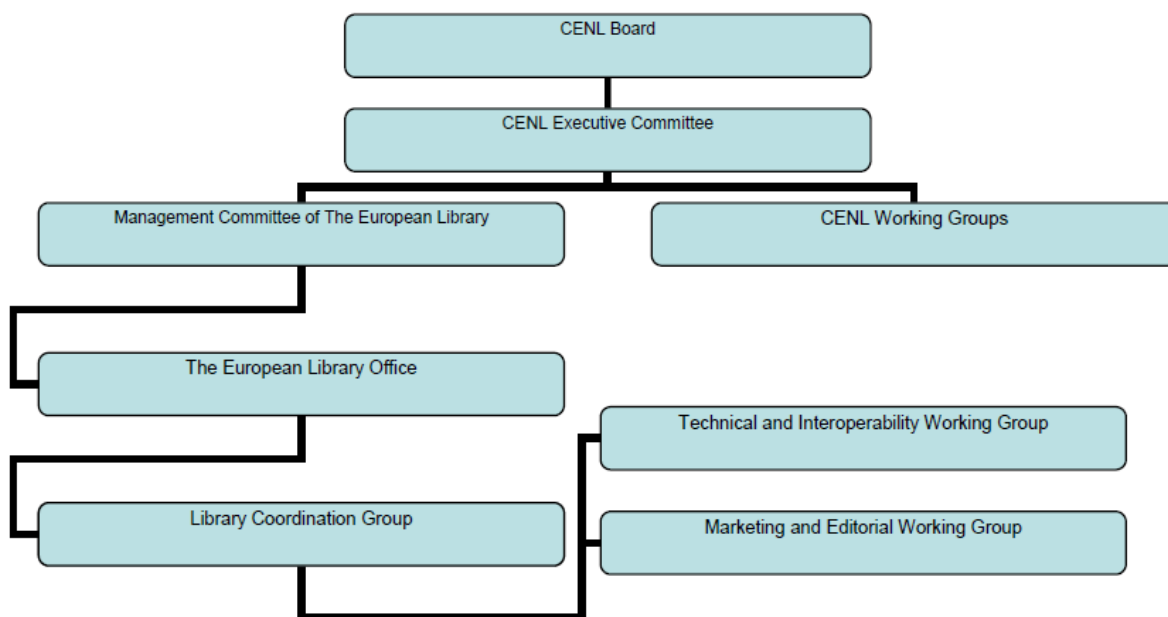 CENL Board
CENL Executive Committee
Management Committee of The European Library
CENL Working Groups
The European Library Office
Technical and Interoperability Working Group
Library Coordination Group
Marketing and Editorial Working Group